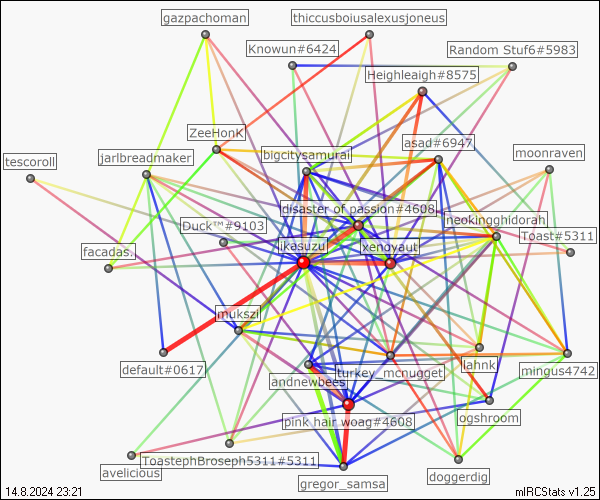 gazpachoman
thiccusboiusalexusjoneus
Knowun#6424
Random Stuf6#5983
Heighleaigh#8575
ZeeHonK
asad#6947
tescoroll
jarlbreadmaker
bigcitysamurai
moonraven
disaster of passion#4608
Duck™#9103
neokingghidorah
Toast#5311
facadas.
ikasuzu
xenoyaut
mukszil
default#0617
turkey_mcnugget
lahnk
mingus4742
andnewbees
pink hair woag#4608
ogshroom
avelicious
ToastephBroseph5311#5311
gregor_samsa
doggerdig
14.8.2024 23:21
mIRCStats v1.25